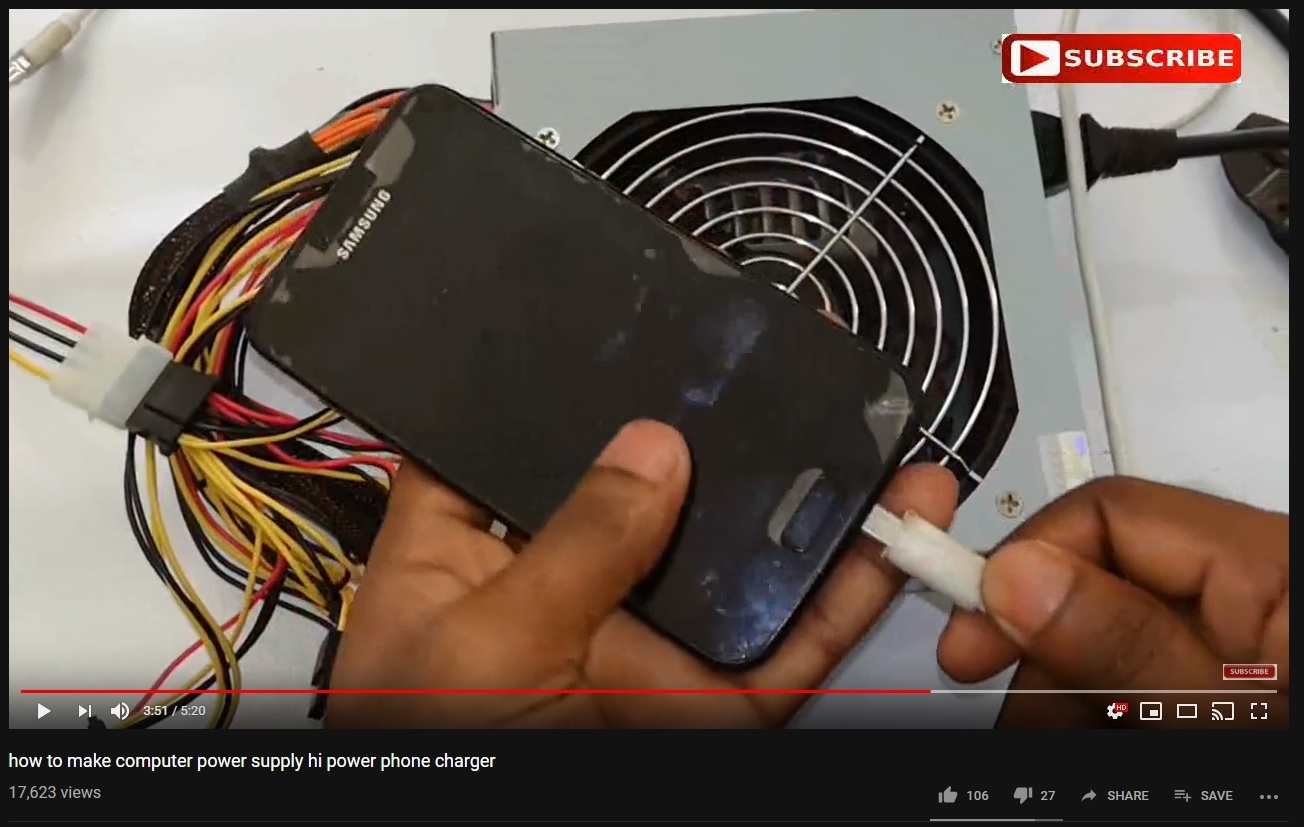 SUBSCRIBE
SAMSUNG
SUBSCRIBE
3:51 / 5:20
HD
how to make computer power supply hi power phone charger
17,623 views
106
27
SHARE
SAVE